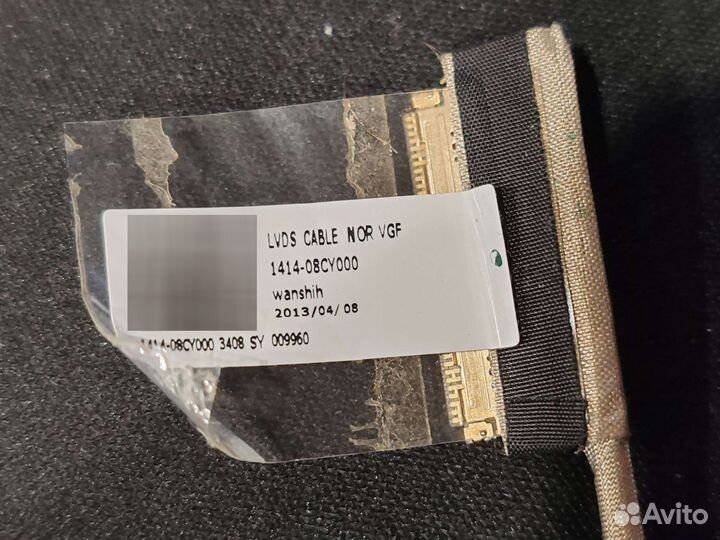 LVDS CABLE NOR VGF
1414-08CY000
wanshih
2013/04/08
1414-08CY000 3408 SY 009960
Avito